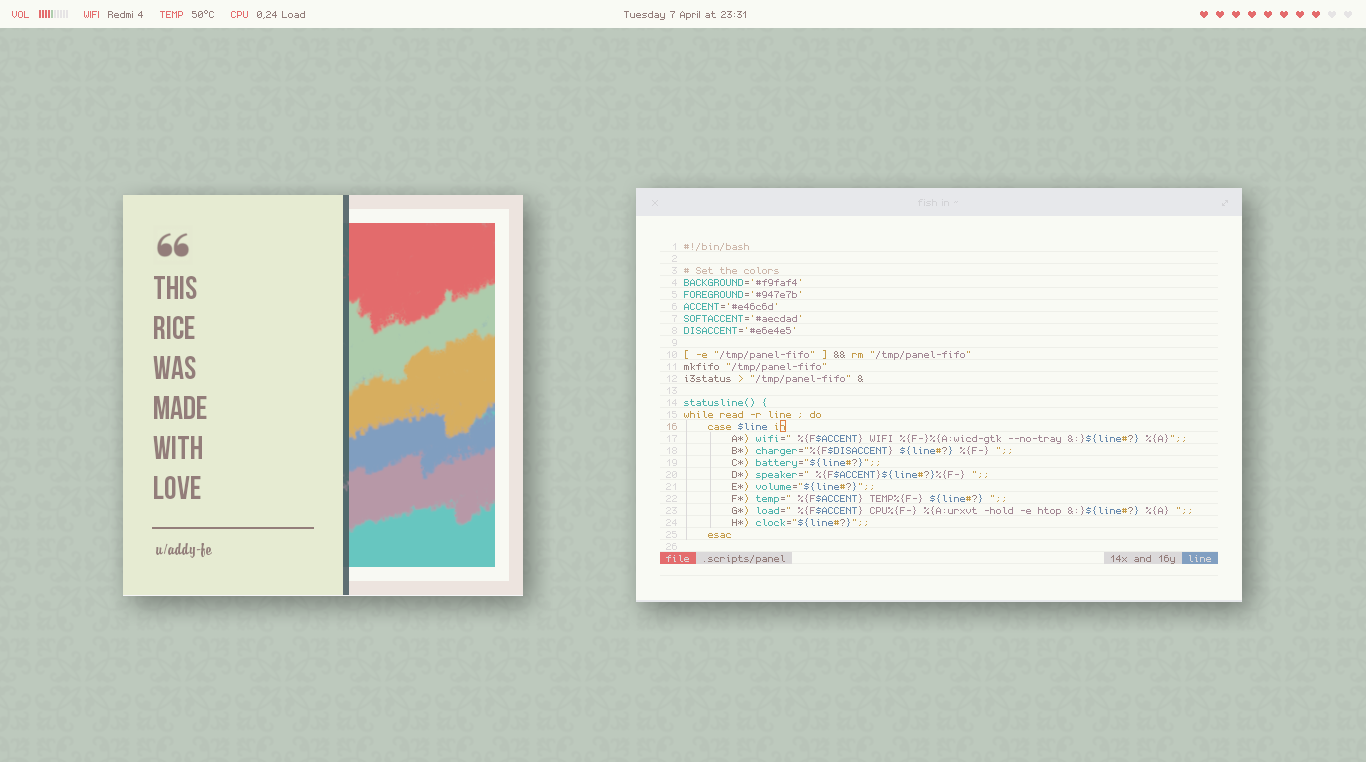 VOL WIFI Redmi 4 TEMP 50°C CPU 0,24 Load Tuesday 7 April at 23:31
“
THIS
RICE
WAS
MADE
WITH
LOVE
u/addy-fe
× fish in ~
1 #!/bin/bash
2
3 # Set the colors
4 BACKGROUND='#f9faf4'
5 FOREGROUND='#947e7b'
6 ACCENT='#e46c6d'
7 SOFTACCENT='#aecdad'
8 DISACCENT='#e6e4e5'
9
10 [ -e "/tmp/panel-fifo" ] && rm "/tmp/panel-fifo"
11 mkfifo "/tmp/panel-fifo"
12 i3status > "/tmp/panel-fifo" &
13
14 statusline() {
15 while read -r line ; do
16     case $line in
17         A*) wifi=" %{F$ACCENT} WIFI %{F-}%{A:wicd-gtk --no-tray &:}${line#?} %{A}";;
18         B*) charger="%{F$DISACCENT} ${line#?} %{F-} ";;
19         C*) battery="${line#?}";;
20         D*) speaker=" %{F$ACCENT}${line#?}%{F-} ";;
21         E*) volume="${line#?}";;
22         F*) temp=" %{F$ACCENT} TEMP%{F-} ${line#?} ";;
23         G*) load=" %{F$ACCENT} CPU%{F-} %{A:urxvt -hold -e htop &:}${line#?} %{A} ";;
24         H*) clock="${line#?}";;
25     esac
26
file .scripts/panel 14x and 16y line